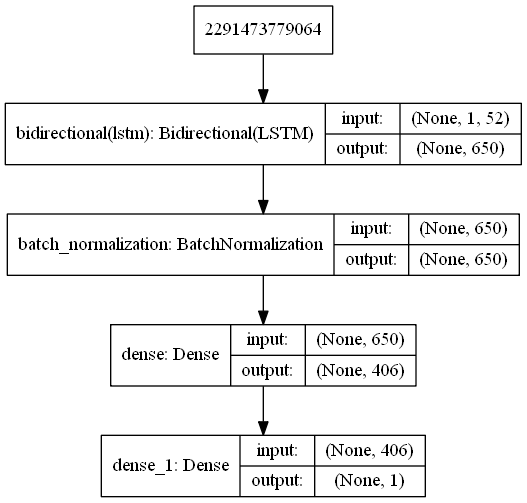 2291473779064
bidirectional(lstm): Bidirectional(LSTM)
input: (None, 1, 52)
output: (None, 650)
batch_normalization: BatchNormalization
input: (None, 650)
output: (None, 650)
dense: Dense
input: (None, 650)
output: (None, 406)
dense_1: Dense
input: (None, 406)
output: (None, 1)